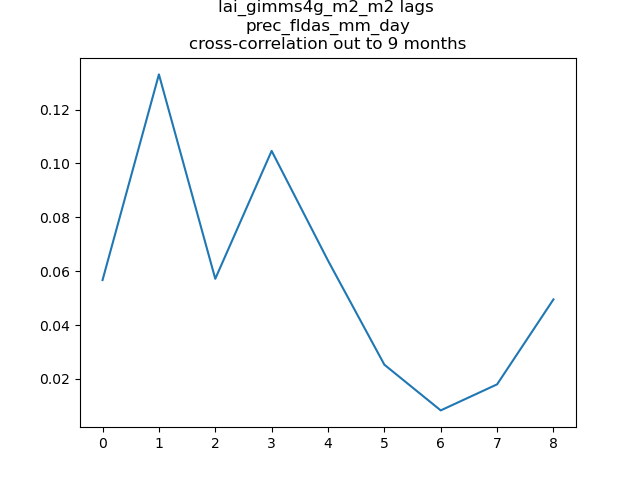 lai_gimms4g_m2_m2 lags
prec_fldas_mm_day
cross-correlation out to 9 months
0.12
0.10
0.08
0.06
0.04
0.02
0 1 2 3 4 5 6 7 8